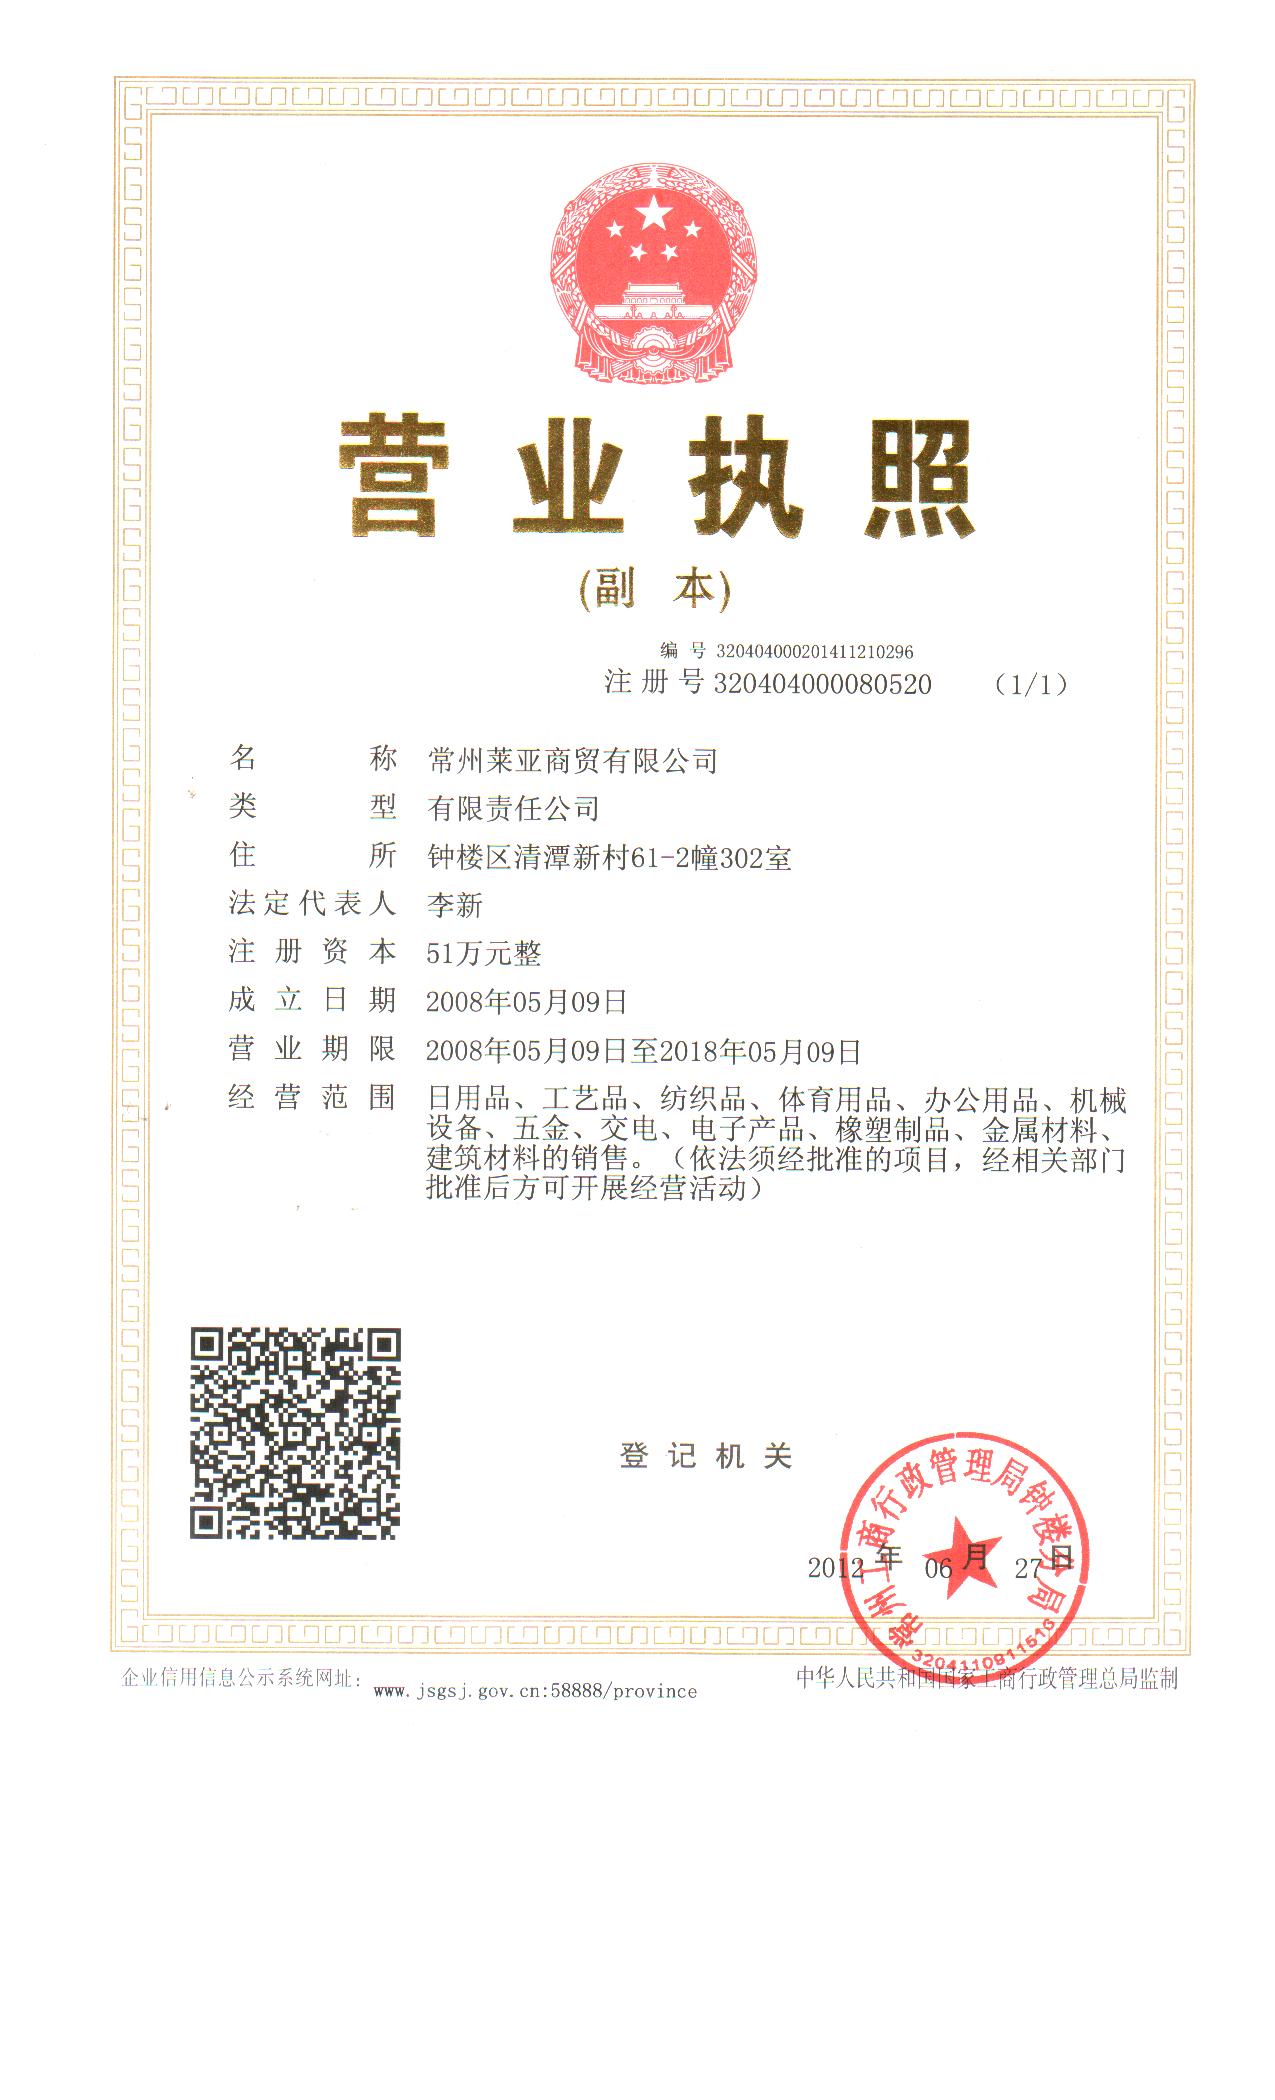 营业执照
(副 本)
编 号 320404000201411210296
注 册 号 320404000080520 （1/1）
名 称 常州莱亚商贸有限公司
类 型 有限责任公司
住 所 钟楼区清潭新村61-2幢302室
法定代表人 李新
注 册 资 本 51万元整
成 立 日 期 2008年05月09日
营 业 期 限 2008年05月09日至2018年05月09日
经 营 范 围 日用品、工艺品、纺织品、体育用品、办公用品、机械
设备、五金、交电、电子产品、橡塑制品、金属材料、
建筑材料的销售。（依法须经批准的项目，经相关部门
批准后方可开展经营活动）
登 记 机 关
常州工商行政管理局钟楼分局
2012 年 06 月 27 日
3204110911516
企业信用信息公示系统网址：
www.jsgsj.gov.cn:58888/province
中华人民共和国国家工商行政管理总局监制